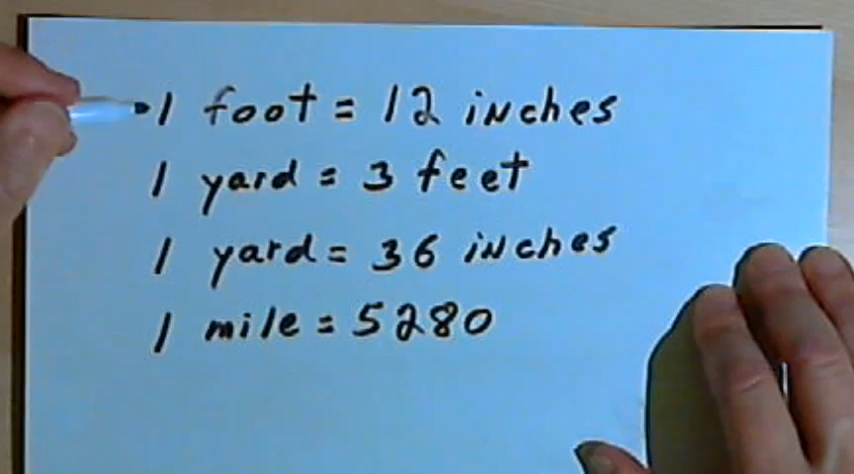 1 foot = 12 inches
1 yard = 3 feet
1 yard = 36 inches
1 mile = 5280